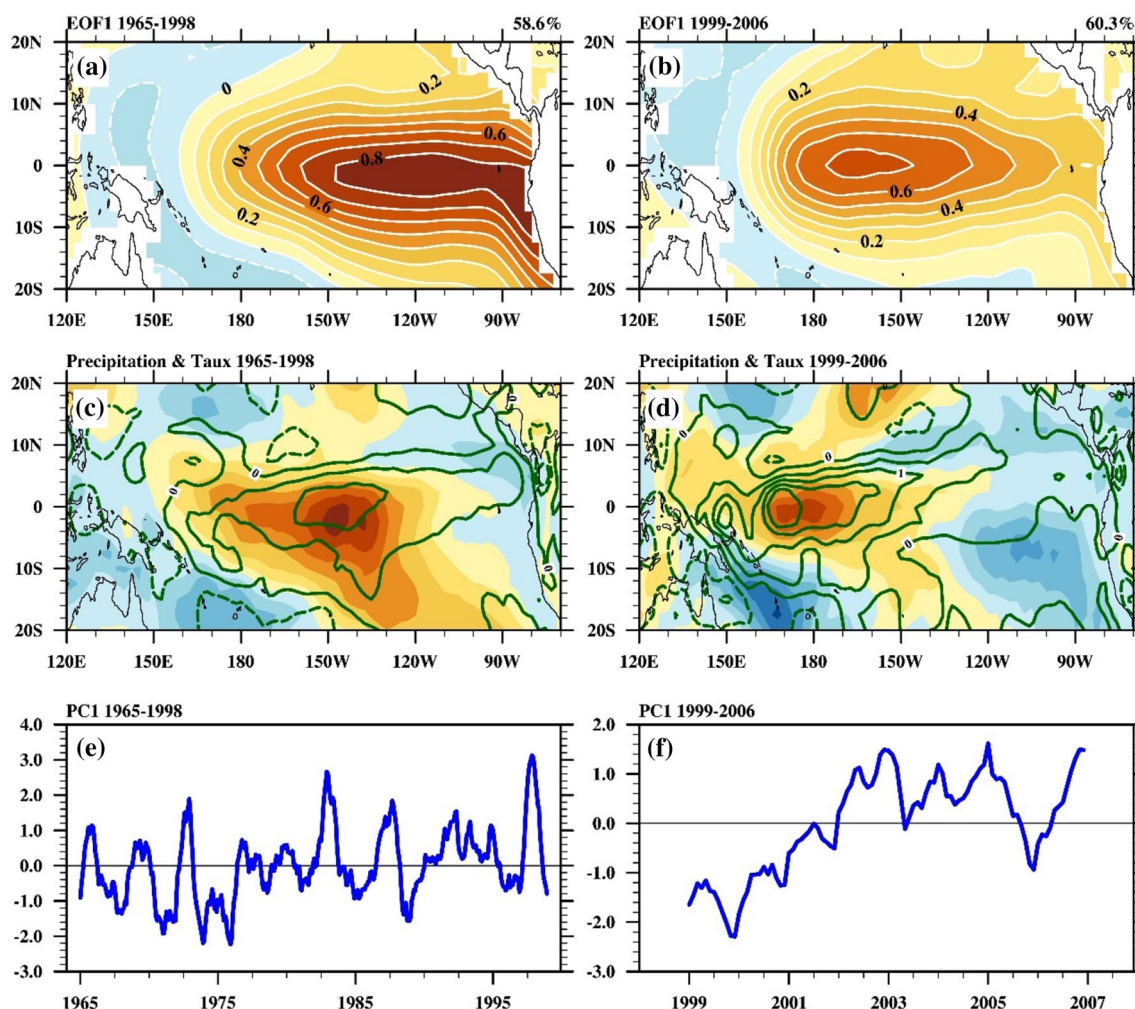 EOF1 1965-1998 58.6% EOF1 1999-2006 60.3%
20N (a) 20N (b)
0 0.2 0.2
10N 10N
0.6 0.4
0 0.4 0.8 0
0.6 0.6
10S 0.2 10S 0.4
0.2
20S 20S
120E 150E 180 150W 120W 90W 120E 150E 180 150W 120W 90W
Precipitation & Taux 1965-1998 Precipitation & Taux 1999-2006
20N (c) 0 20N (d)
10N 10N
0 0 0 0 1
0 0
0 0 0
10S 0 10S 0
20S 20S
120E 150E 180 150W 120W 90W 120E 150E 180 150W 120W 90W
PC1 1965-1998 PC1 1999-2006
4.0 (e) 2.0 (f)
3.0
2.0 1.0
1.0 0.0
0.0
-1.0 -1.0
-2.0 -2.0
-3.0 -3.0
1965 1975 1985 1995 1999 2001 2003 2005 2007